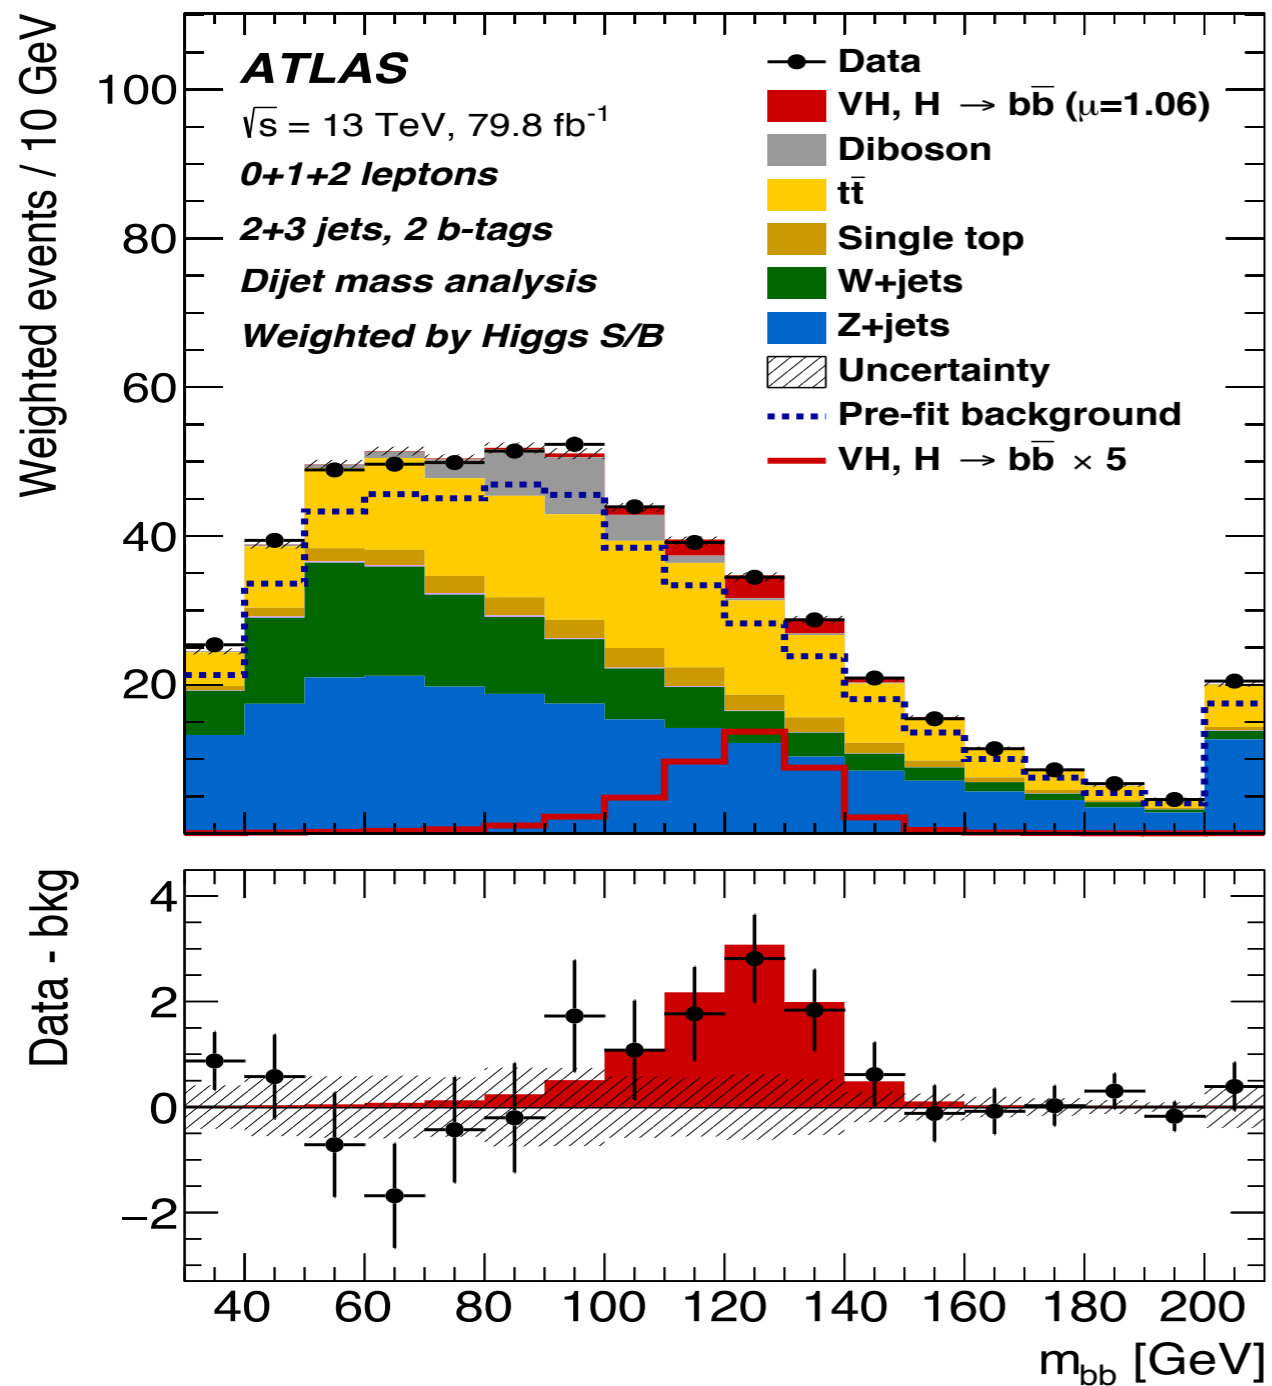 Weighted events / 10 GeV
100
80
60
40
20
ATLAS
√s = 13 TeV, 79.8 fb⁻¹
0+1+2 leptons
2+3 jets, 2 b-tags
Dijet mass analysis
Weighted by Higgs S/B
Data
VH, H → bb̅ (μ=1.06)
Diboson
tt̅
Single top
W+jets
Z+jets
Uncertainty
Pre-fit background
VH, H → bb̅ × 5
Data - bkg
4
2
0
−2
40 60 80 100 120 140 160 180 200
m_bb [GeV]